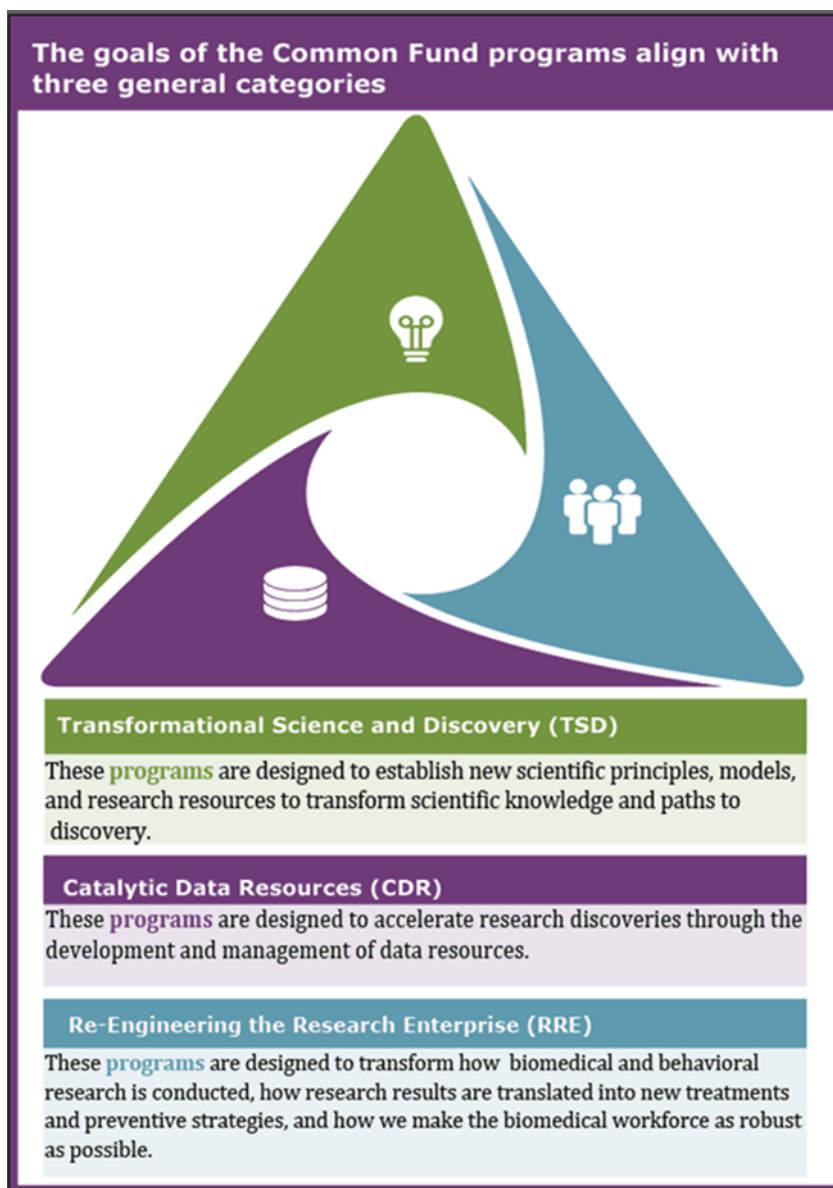 The goals of the Common Fund programs align with
three general categories
Transformational Science and Discovery (TSD)
These programs are designed to establish new scientific principles, models,
and research resources to transform scientific knowledge and paths to
discovery.
Catalytic Data Resources (CDR)
These programs are designed to accelerate research discoveries through the
development and management of data resources.
Re-Engineering the Research Enterprise (RRE)
These programs are designed to transform how biomedical and behavioral
research is conducted, how research results are translated into new treatments
and preventive strategies, and how we make the biomedical workforce as robust
as possible.